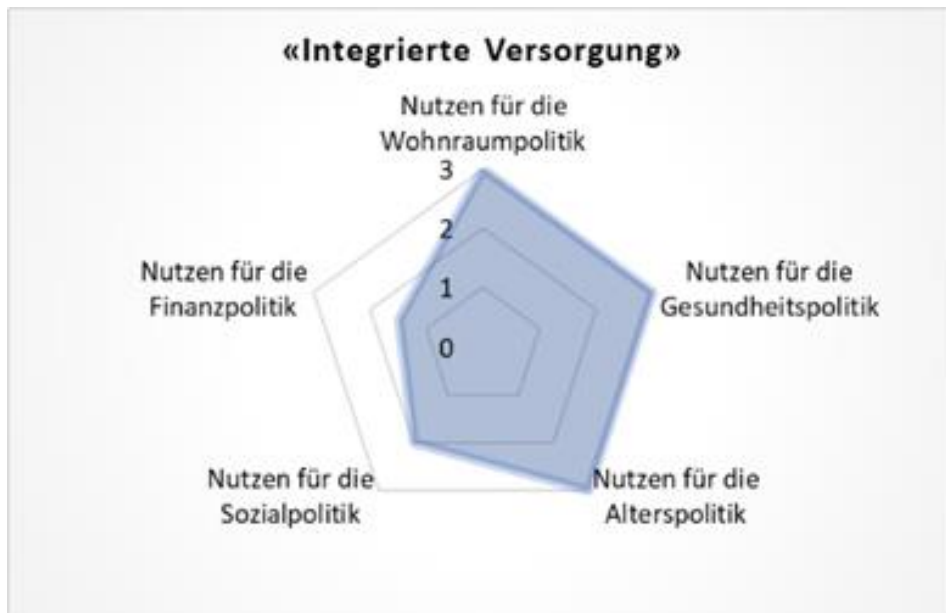 «Integrierte Versorgung»
Nutzen für die
Wohnraumpolitik
3
2
1
0
Nutzen für die
Gesundheitspolitik
Nutzen für die
Alterspolitik
Nutzen für die
Sozialpolitik
Nutzen für die
Finanzpolitik